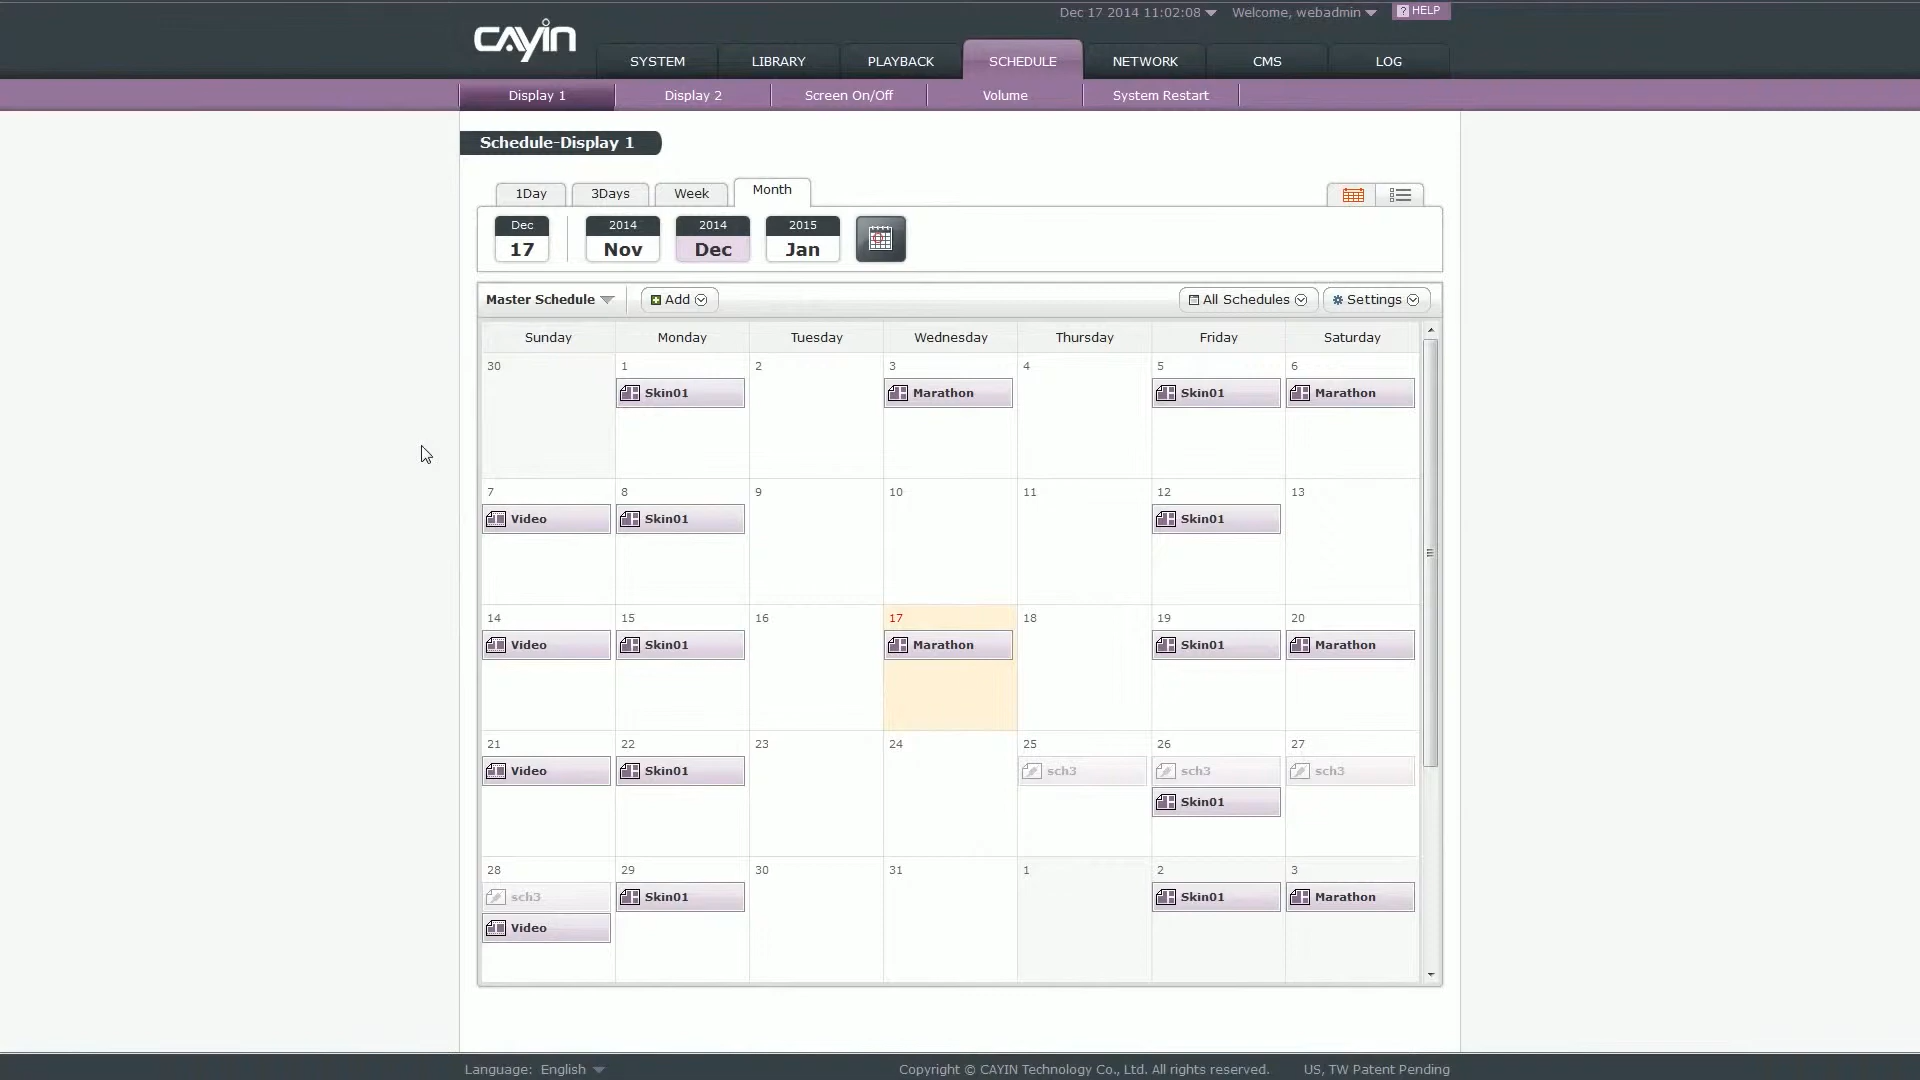 Dec 17 2014 11:02:08 Welcome, webadmin ? HELP
CAYIN
SYSTEM LIBRARY PLAYBACK SCHEDULE NETWORK CMS LOG
Display 1 Display 2 Screen On/Off Volume System Restart
Schedule-Display 1
1Day 3Days Week Month
Dec 2014 2014 2015
17 Nov Dec Jan
Master Schedule Add All Schedules Settings
Sunday Monday Tuesday Wednesday Thursday Friday Saturday
30 1 2 3 4 5 6
Skin01 Marathon Skin01 Marathon
7 8 9 10 11 12 13
Video Skin01 Skin01
14 15 16 17 18 19 20
Video Skin01 Marathon Skin01 Marathon
21 22 23 24 25 26 27
Video Skin01 sch3 sch3 sch3
Skin01
28 29 30 31 1 2 3
sch3 Skin01 Skin01 Marathon
Video
Language: English Copyright © CAYIN Technology Co., Ltd. All rights reserved. US, TW Patent Pending